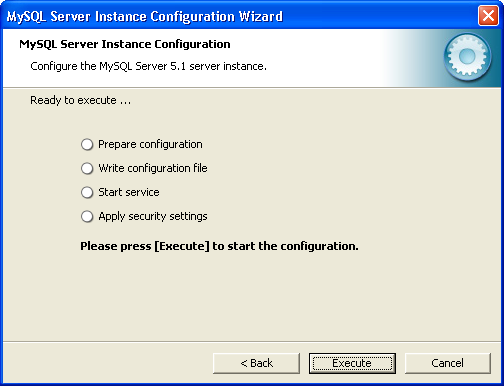 MySQL Server Instance Configuration Wizard
MySQL Server Instance Configuration
Configure the MySQL Server 5.1 server instance.
Ready to execute ...
Prepare configuration
Write configuration file
Start service
Apply security settings
Please press [Execute] to start the configuration.
< Back
Execute
Cancel